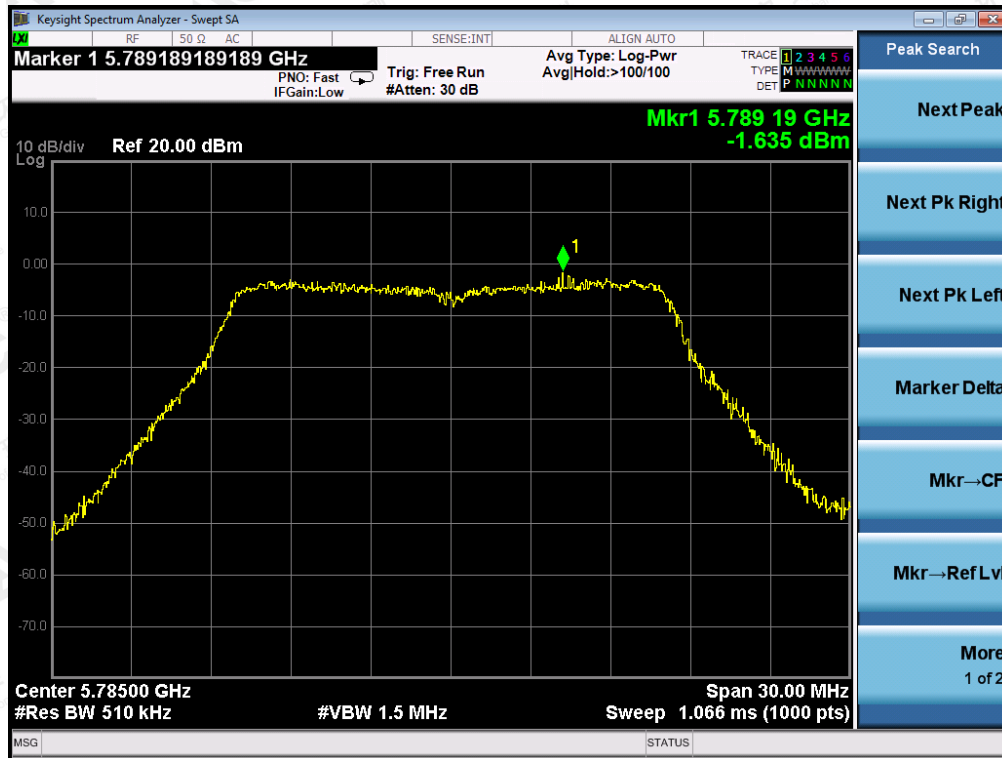 Keysight Spectrum Analyzer - Swept SA
LXI RF 50 Ω AC SENSE:INT ALIGN AUTO
Marker 1 5.789189189189 GHz
PNO: Fast
IFGain:Low
Trig: Free Run
#Atten: 30 dB
Avg Type: Log-Pwr
Avg|Hold:>100/100
TRACE 1 2 3 4 5 6
TYPE M W W W W W
DET P N N N N N
Mkr1 5.789 19 GHz
-1.635 dBm
10 dB/div Ref 20.00 dBm
Log
1
10.0
0.00
-10.0
-20.0
-30.0
-40.0
-50.0
-60.0
-70.0
Center 5.78500 GHz Span 30.00 MHz
#Res BW 510 kHz #VBW 1.5 MHz Sweep 1.066 ms (1000 pts)
MSG STATUS
Peak Search
Next Peak
Next Pk Right
Next Pk Left
Marker Delta
Mkr→CF
Mkr→Ref Lvl
More
1 of 2